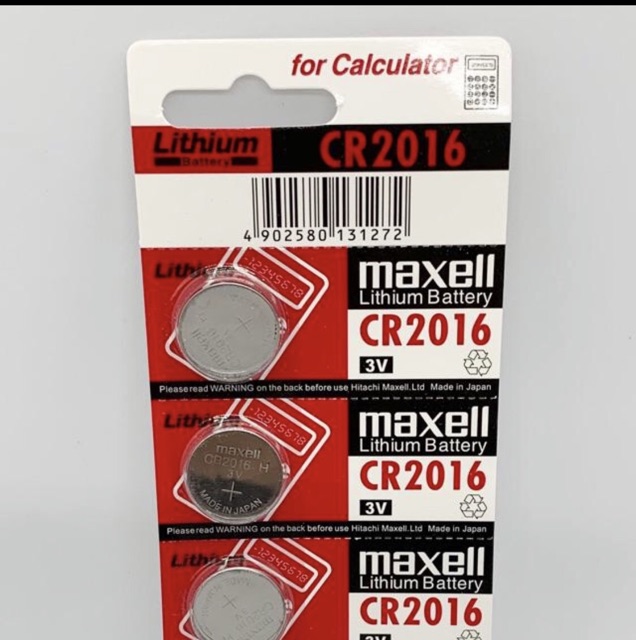 for Calculator
Lithium
Battery
CR2016
4 902580 131272
Lithium
-12345678
maxell
Lithium Battery
CR2016
3V
Please read WARNING on the back before use Hitachi Maxell.Ltd Made in Japan
Lithium
-12345678
maxell
CR2016 H
3V
+
MADE IN JAPAN
maxell
Lithium Battery
CR2016
3V
Please read WARNING on the back before use Hitachi Maxell.Ltd Made in Japan
Lithium
-12345678
maxell
Lithium Battery
CR2016
3V